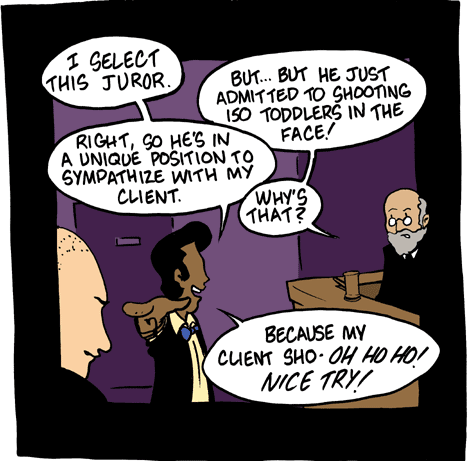 I SELECT
THIS JUROR.
BUT... BUT HE JUST
ADMITTED TO SHOOTING
150 TODDLERS IN THE
FACE!
RIGHT, SO HE'S IN
A UNIQUE POSITION TO
SYMPATHIZE WITH MY
CLIENT.
WHY'S
THAT?
BECAUSE MY
CLIENT SHO- OH HO HO!
NICE TRY!